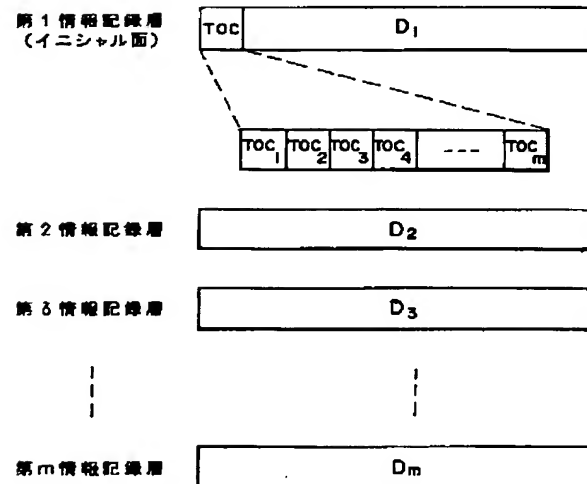 第1情報記録層
(イニシャル面)
TOC
D1
TOC1 TOC2 TOC3 TOC4 --- TOCm
第2情報記録層
D2
第3情報記録層
D3
第m情報記録層
Dm